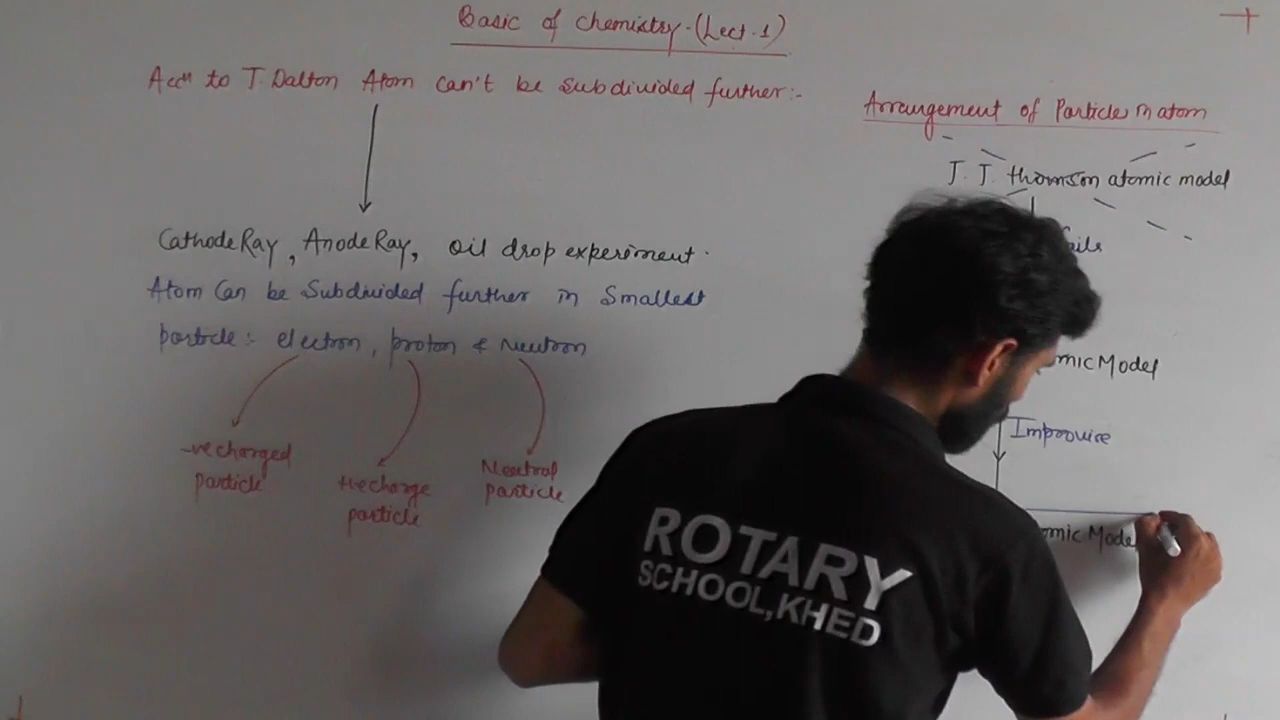 Basic of chemistry.(Lect.1)
Accn to J. Dalton Atom can't be subdivided further:-
Cathode Ray, Anode Ray, oil drop experiment.
Atom can be subdivided further in smallest
particle:- electron, proton & Neutron
-ve charged
particle
+ve charge
particle
Neutral
particle
Arrangement of Particle in atom
J. J. thomson atomic model
Model
Improvise
ROTARY
SCHOOL,KHED